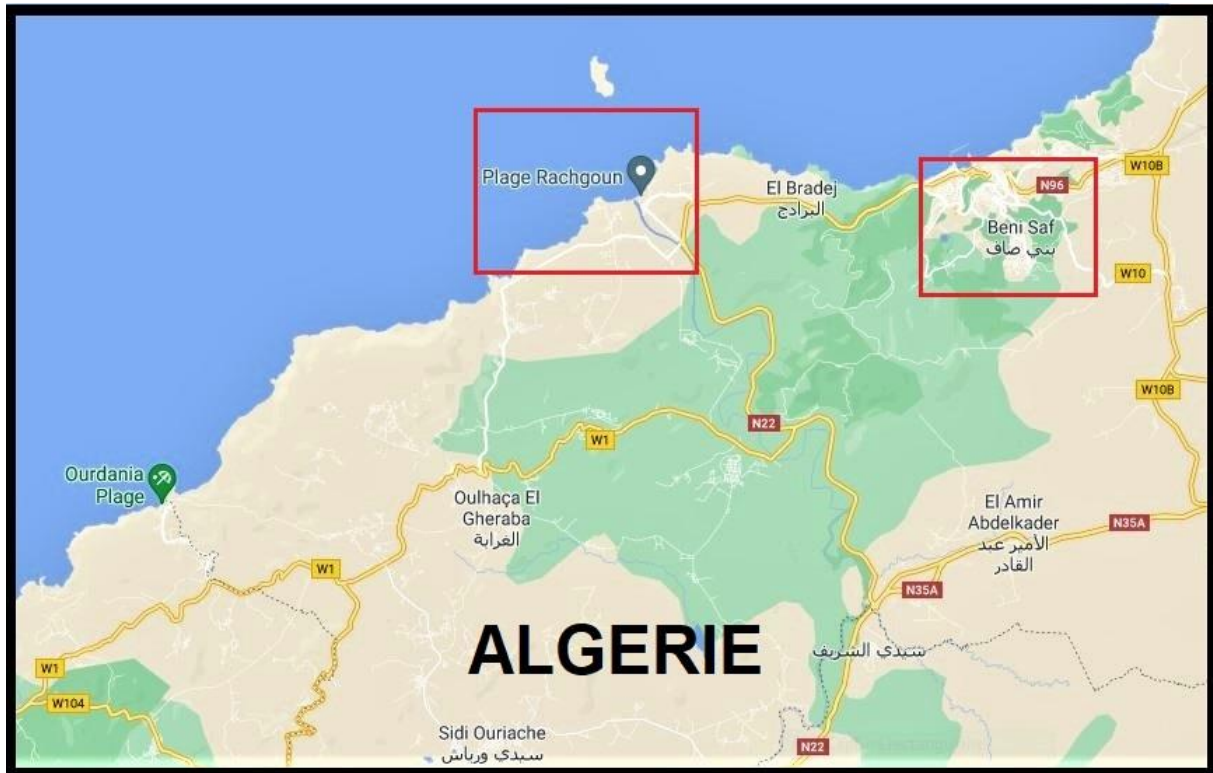 Plage Rachgoun
El Bradej
البرادج
N96
W10B
Beni Saf
بني صاف
W10
W10B
N22
W1
Ourdania
Plage
Oulhaça El
Gheraba
الغرابة
El Amir
Abdelkader
الأمير عبد
القادر
N35A
W1
N35A
ALGERIE
سيدي الشريف
W1
W104
Sidi Ouriache
سيدي ورياش
N22